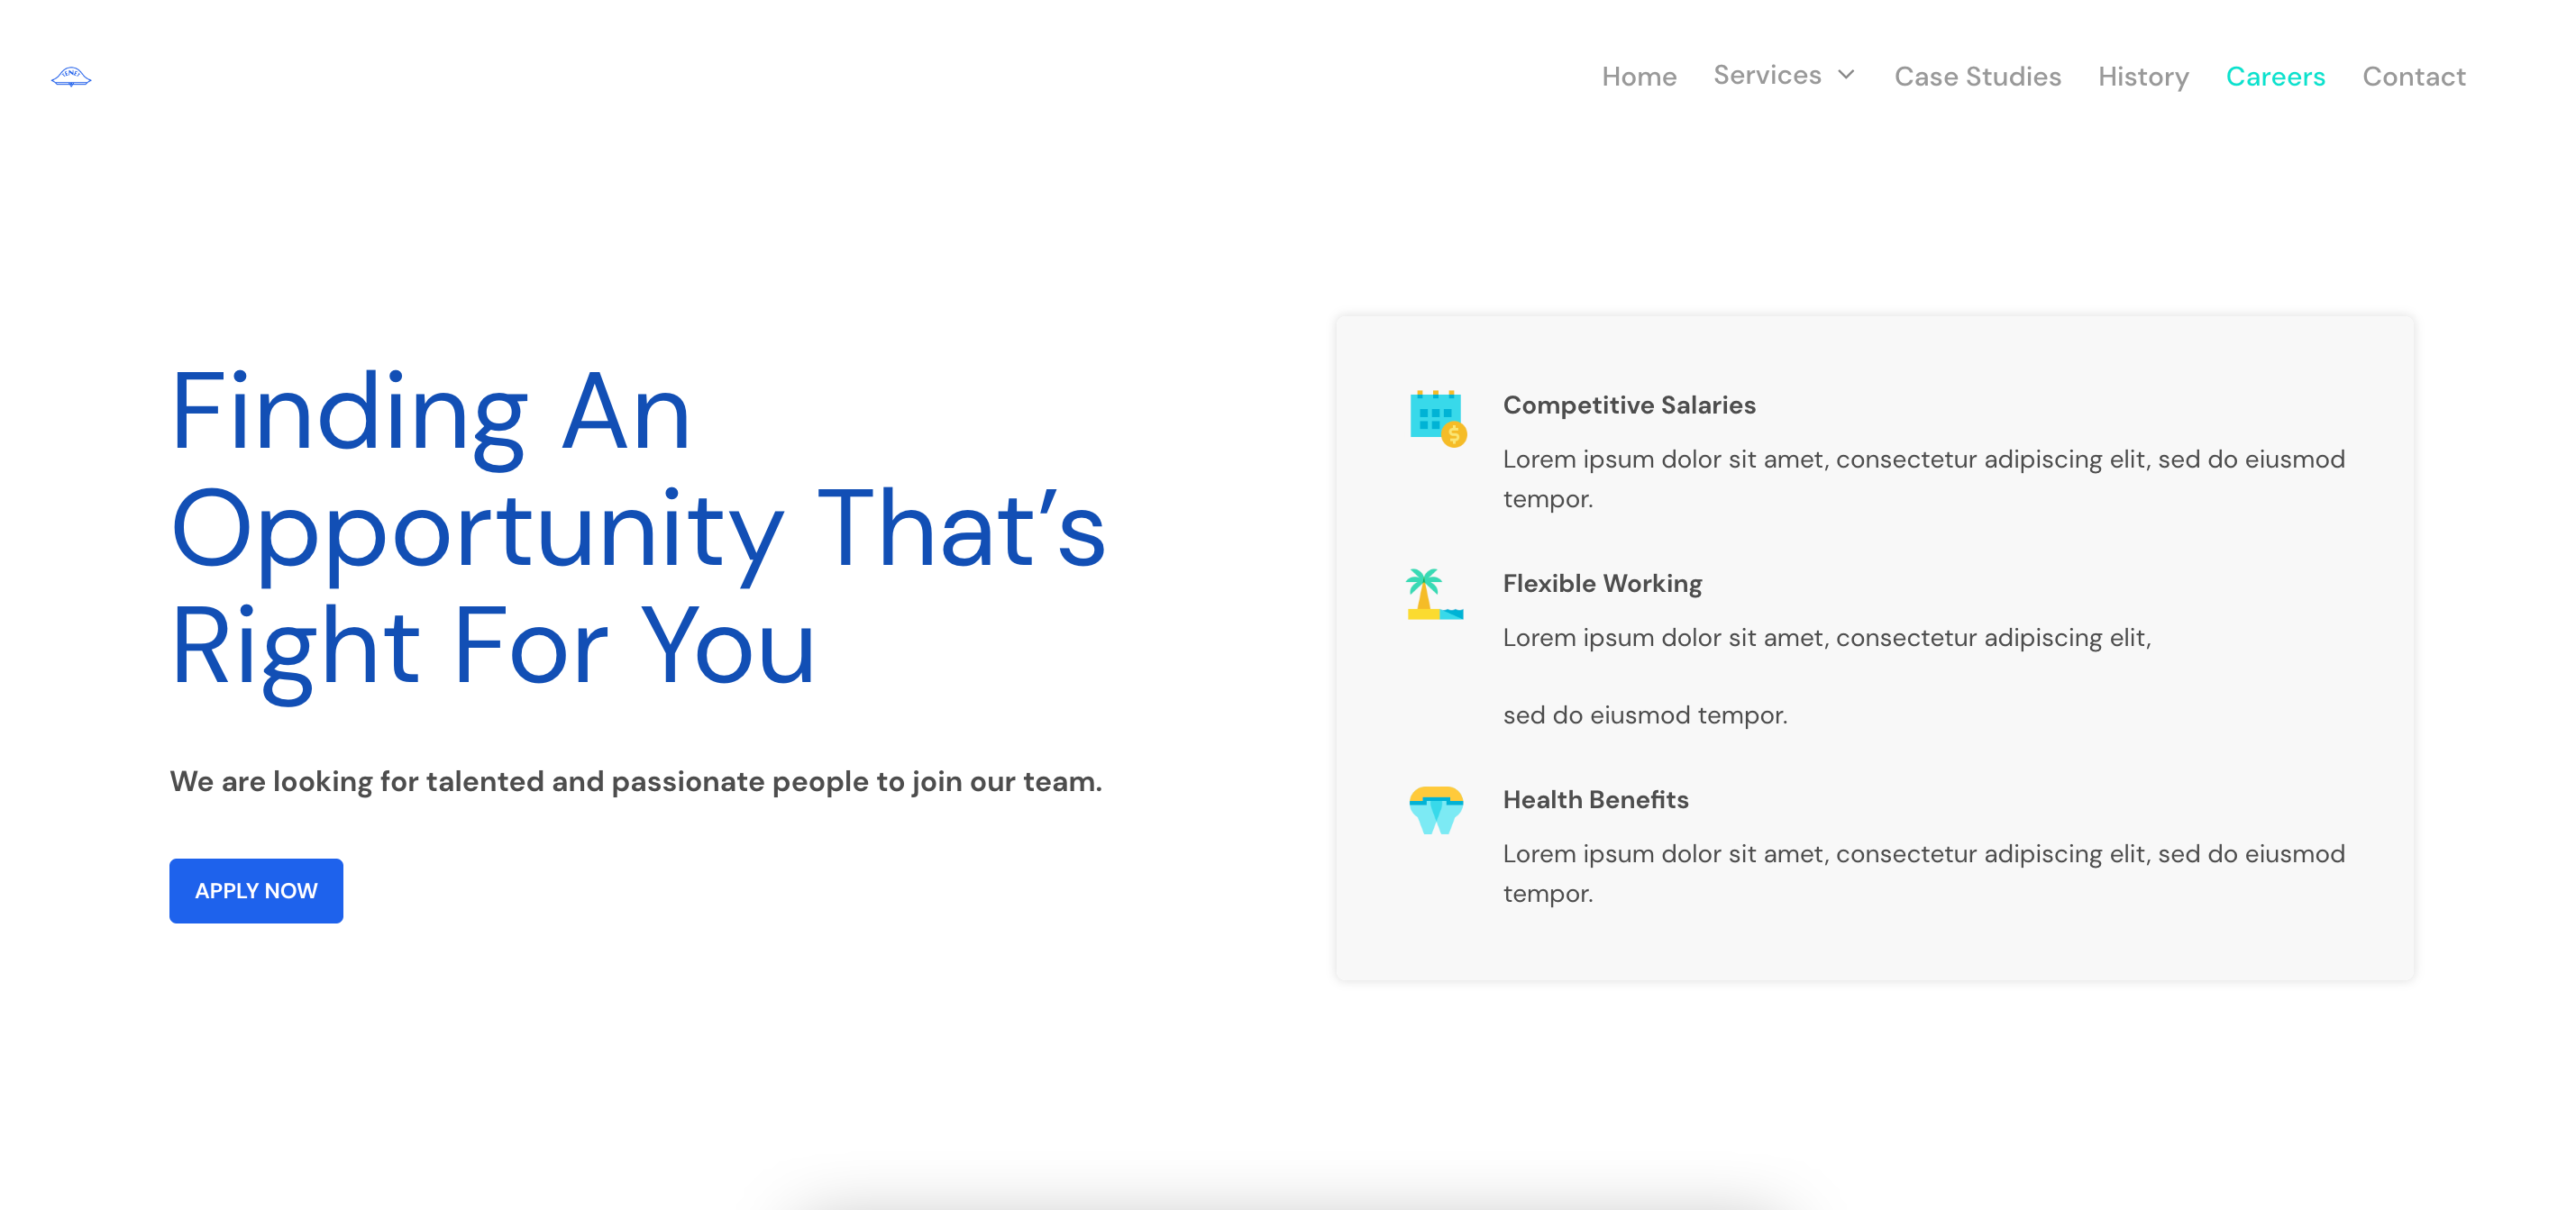 Home Services Case Studies History Careers Contact
Finding An
Opportunity That’s
Right For You
We are looking for talented and passionate people to join our team.
APPLY NOW
Competitive Salaries
Lorem ipsum dolor sit amet, consectetur adipiscing elit, sed do eiusmod
tempor.
Flexible Working
Lorem ipsum dolor sit amet, consectetur adipiscing elit,
sed do eiusmod tempor.
Health Benefits
Lorem ipsum dolor sit amet, consectetur adipiscing elit, sed do eiusmod
tempor.